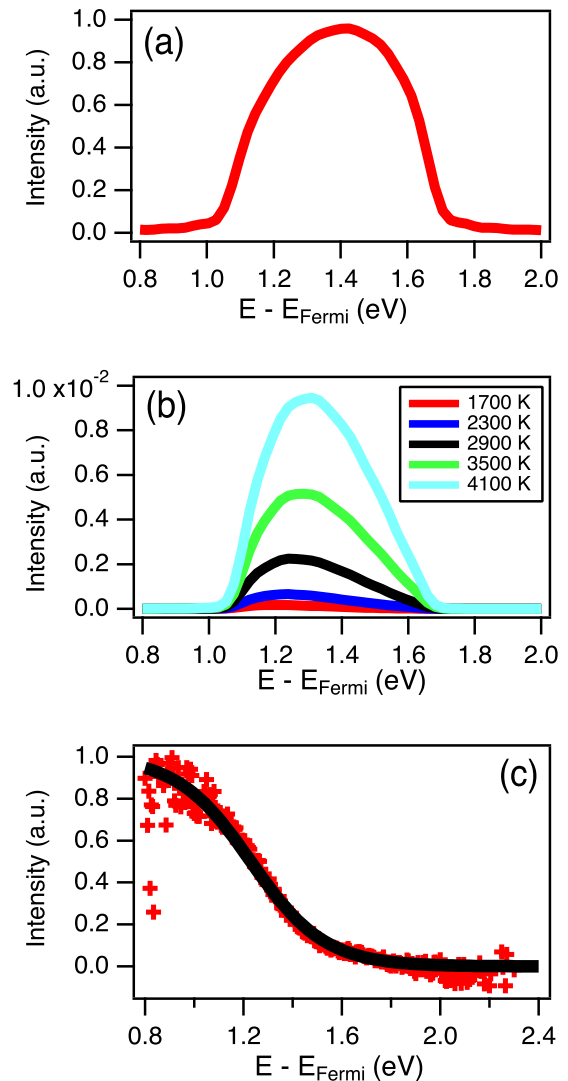 (a)
Intensity (a.u.)
1.0
0.8
0.6
0.4
0.2
0.0
0.8 1.0 1.2 1.4 1.6 1.8 2.0
E - E_Fermi (eV)
(b)
Intensity (a.u.)
1.0 x10^-2
0.8
0.6
0.4
0.2
0.0
1700 K
2300 K
2900 K
3500 K
4100 K
0.8 1.0 1.2 1.4 1.6 1.8 2.0
E - E_Fermi (eV)
(c)
Intensity (a.u.)
1.0
0.8
0.6
0.4
0.2
0.0
0.8 1.2 1.6 2.0 2.4
E - E_Fermi (eV)